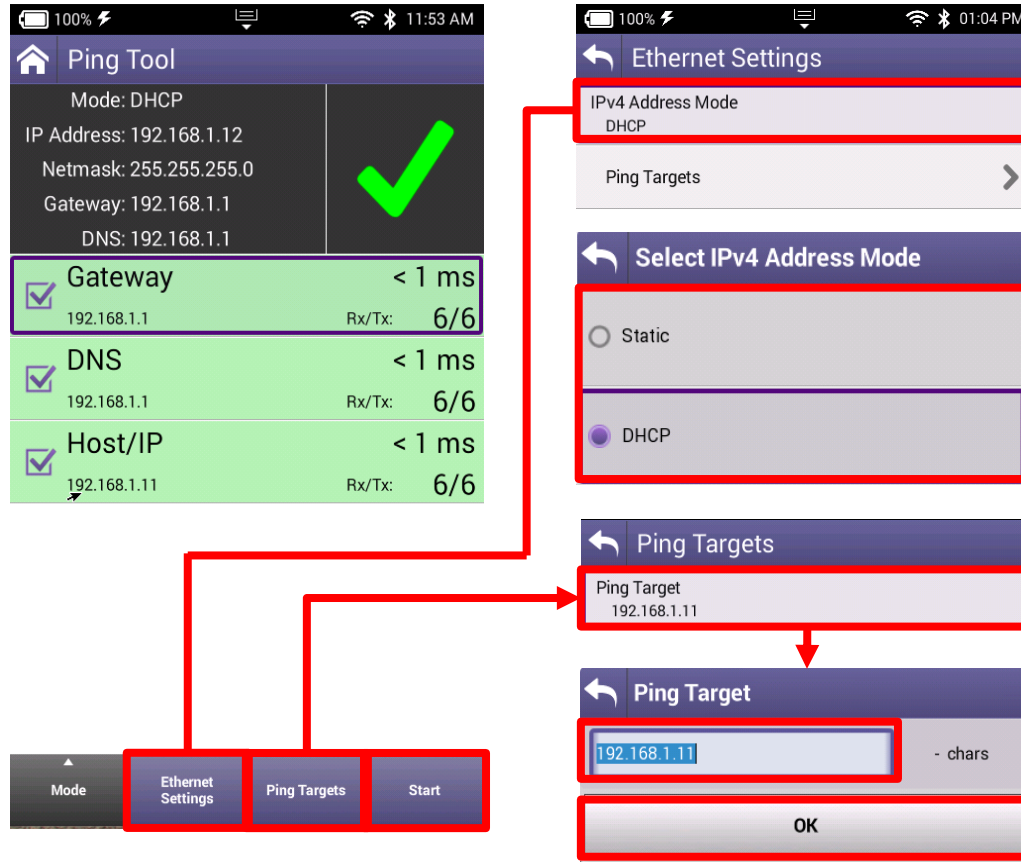 100% 11:53 AM
Ping Tool
Mode: DHCP
IP Address: 192.168.1.12
Netmask: 255.255.255.0
Gateway: 192.168.1.1
DNS: 192.168.1.1
Gateway < 1 ms
192.168.1.1 Rx/Tx: 6/6
DNS < 1 ms
192.168.1.1 Rx/Tx: 6/6
Host/IP < 1 ms
192.168.1.11 Rx/Tx: 6/6
Mode
Ethernet
Settings
Ping Targets
Start
100% 01:04 PM
Ethernet Settings
IPv4 Address Mode
DHCP
Ping Targets
Select IPv4 Address Mode
Static
DHCP
Ping Targets
Ping Target
192.168.1.11
Ping Target
192.168.1.11 - chars
OK